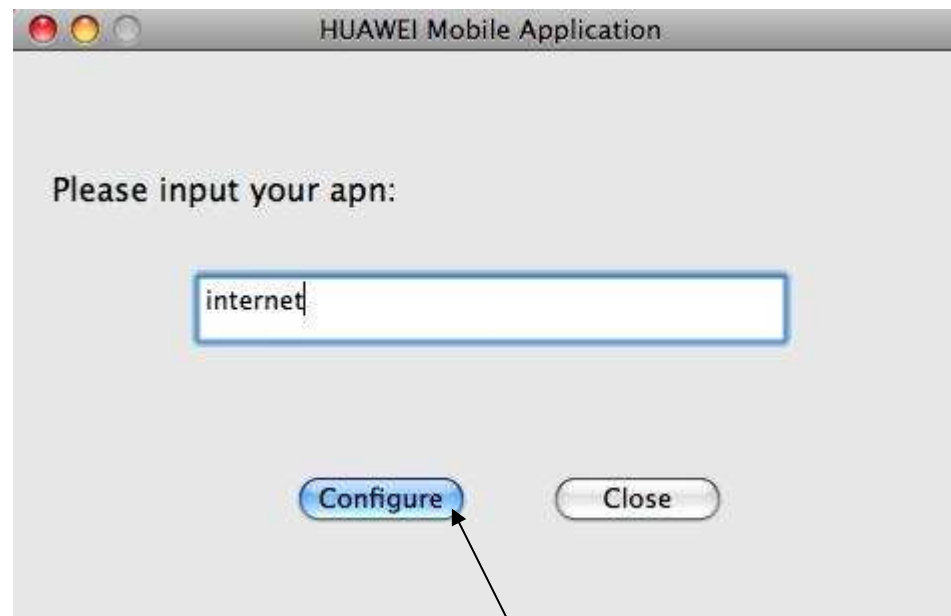 HUAWEI Mobile Application
Please input your apn:
internet
Configure
Close